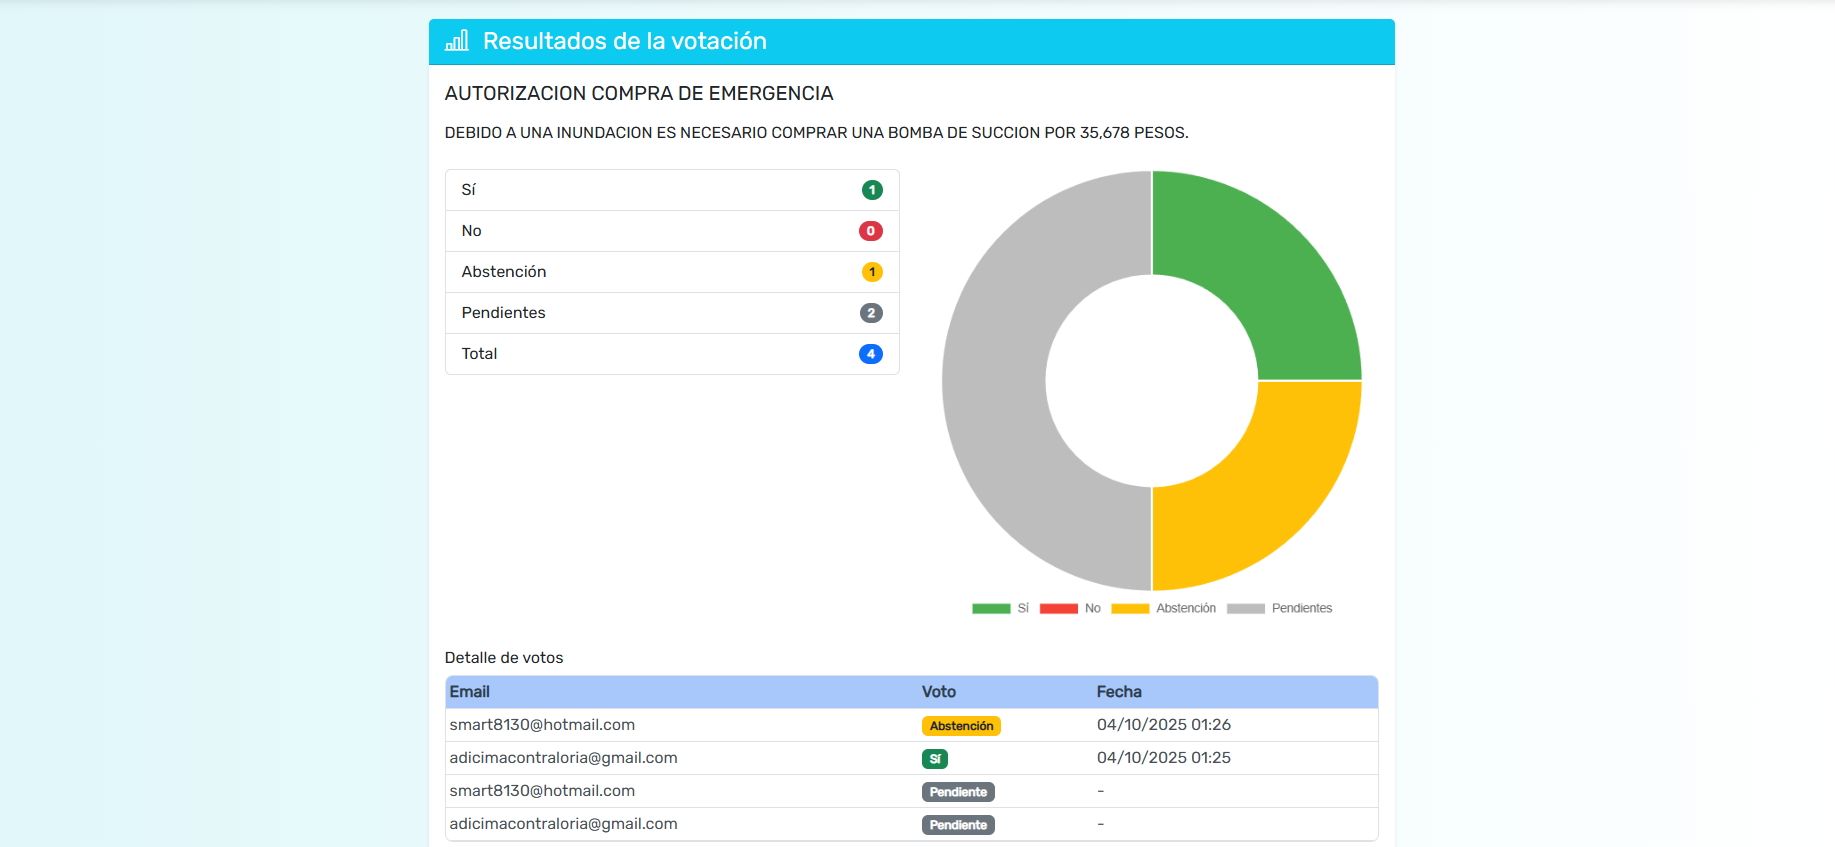 Resultados de la votación
AUTORIZACION COMPRA DE EMERGENCIA
DEBIDO A UNA INUNDACION ES NECESARIO COMPRAR UNA BOMBA DE SUCCION POR 35,678 PESOS.
Sí 1
No 0
Abstención 1
Pendientes 2
Total 4
Sí No Abstención Pendientes
Detalle de votos
Email Voto Fecha
smart8130@hotmail.com Abstención 04/10/2025 01:26
adicimacontraloria@gmail.com Sí 04/10/2025 01:25
smart8130@hotmail.com Pendiente -
adicimacontraloria@gmail.com Pendiente -